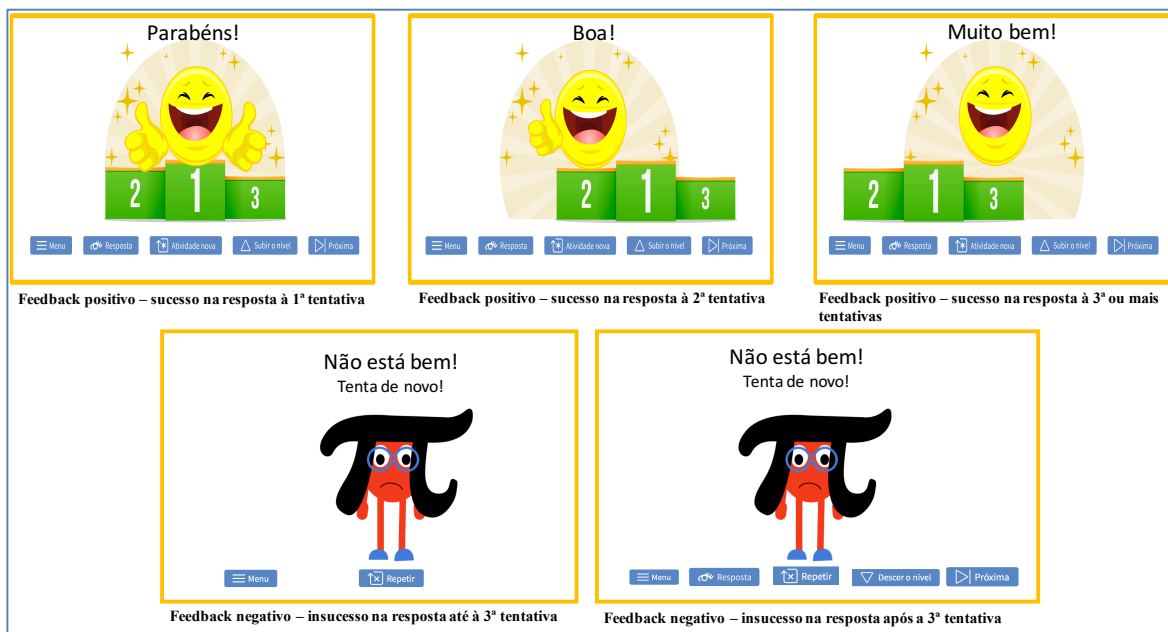 Parabéns!
2 1 3
Menu Resposta Atividade nova Subir o nível Próxima
Feedback positivo – sucesso na resposta à 1ª tentativa
Boa!
2 1 3
Menu Resposta Atividade nova Subir o nível Próxima
Feedback positivo – sucesso na resposta à 2ª tentativa
Muito bem!
2 1 3
Menu Resposta Atividade nova Subir o nível Próxima
Feedback positivo – sucesso na resposta à 3ª ou mais
tentativas
Não está bem!
Tenta de novo!
Menu Repetir
Feedback negativo – insucesso na resposta até à 3ª tentativa
Não está bem!
Tenta de novo!
Menu Resposta Repetir Descer o nível Próxima
Feedback negativo – insucesso na resposta após a 3ª tentativa